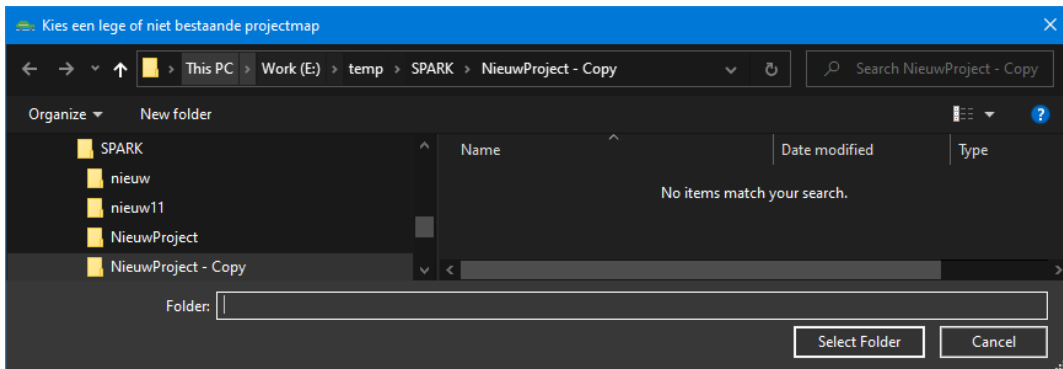 Kies een lege of niet bestaande projectmap
This PC > Work (E:) > temp > SPARK > NieuwProject - Copy
Search NieuwProject - Copy
Organize
New folder
SPARK
nieuw
nieuw11
NieuwProject
NieuwProject - Copy
Name
Date modified
Type
No items match your search.
Folder:
Select Folder
Cancel